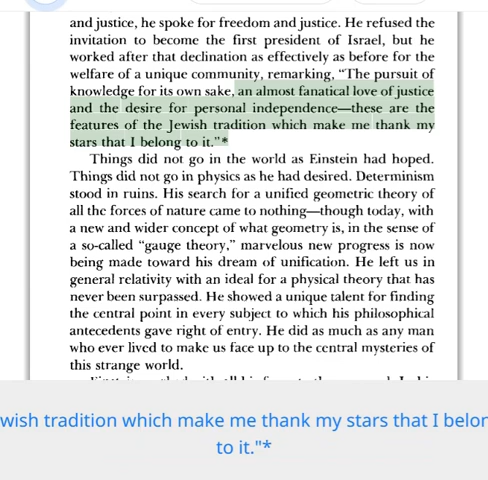 and justice, he spoke for freedom and justice. He refused the
invitation to become the first president of Israel, but he
worked after that declination as effectively as before for the
welfare of a unique community, remarking, “The pursuit of
knowledge for its own sake, an almost fanatical love of justice
and the desire for personal independence—these are the
features of the Jewish tradition which make me thank my
stars that I belong to it.”*
Things did not go in the world as Einstein had hoped.
Things did not go in physics as he had desired. Determinism
stood in ruins. His search for a unified geometric theory of
all the forces of nature came to nothing—though today, with
a new and wider concept of what geometry is, in the sense of
a so-called “gauge theory,” marvelous new progress is now
being made toward his dream of unification. He left us in
general relativity with an ideal for a physical theory that has
never been surpassed. He showed a unique talent for finding
the central point in every subject to which his philosophical
antecedents gave right of entry. He did as much as any man
who ever lived to make us face up to the central mysteries of
this strange world.
wish tradition which make me thank my stars that I belon
to it."*